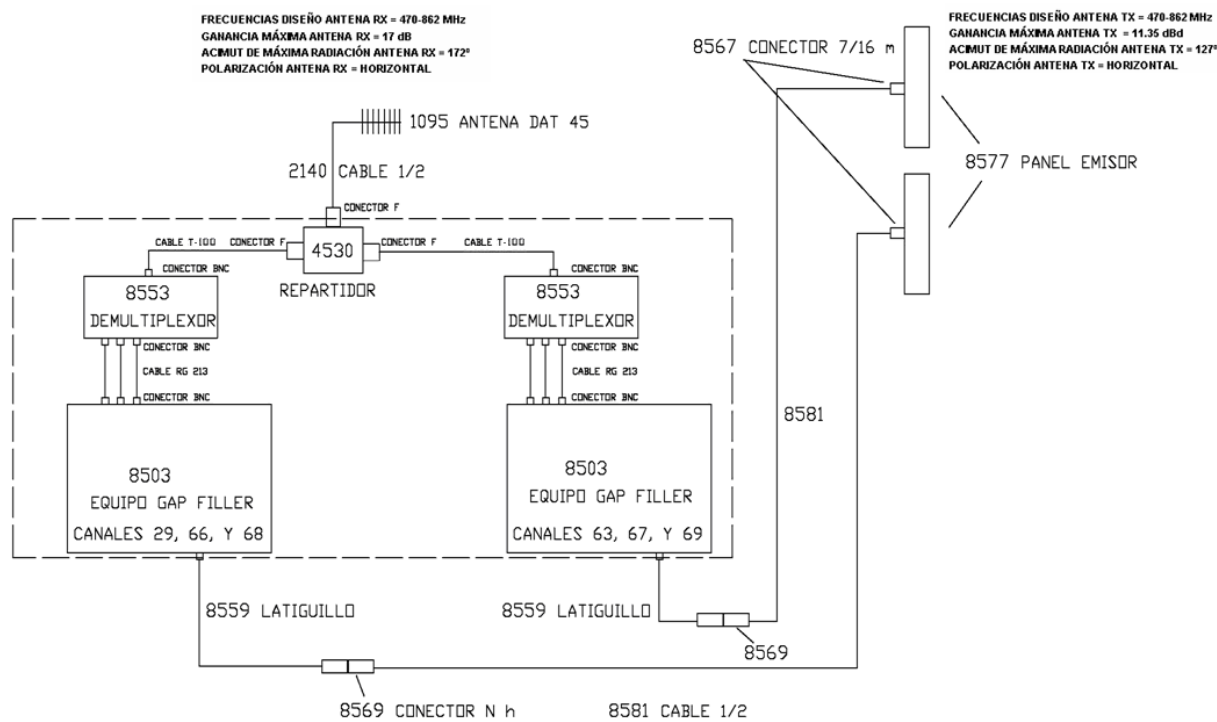 FRECUENCIAS DISEÑO ANTENA RX = 470-862 MHz
GANANCIA MÁXIMA ANTENA RX = 17 dB
ACIMUT DE MÁXIMA RADIACIÓN ANTENA RX = 172º
POLARIZACIÓN ANTENA RX = HORIZONTAL
FRECUENCIAS DISEÑO ANTENA TX = 470-862 MHz
GANANCIA MÁXIMA ANTENA TX = 11.35 dBd
ACIMUT DE MÁXIMA RADIACIÓN ANTENA TX = 127º
POLARIZACIÓN ANTENA TX = HORIZONTAL
8567 CONECTOR 7/16 m
1095 ANTENA DAT 45
8577 PANEL EMISOR
2140 CABLE 1/2
CONECTOR F
CABLE T-100
CONECTOR F
4530
CONECTOR F
CABLE T-100
REPARTIDOR
CONECTOR BNC
8553
DEMULTIPLEXOR
CONECTOR BNC
CABLE RG 213
CONECTOR BNC
8503
EQUIPO GAP FILLER
CANALES 29, 66, Y 68
CONECTOR BNC
8553
DEMULTIPLEXOR
CONECTOR BNC
CABLE RG 213
CONECTOR BNC
8503
EQUIPO GAP FILLER
CANALES 63, 67, Y 69
8581
8559 LATIGUILLO
8559 LATIGUILLO
8569
8569 CONECTOR N h
8581 CABLE 1/2